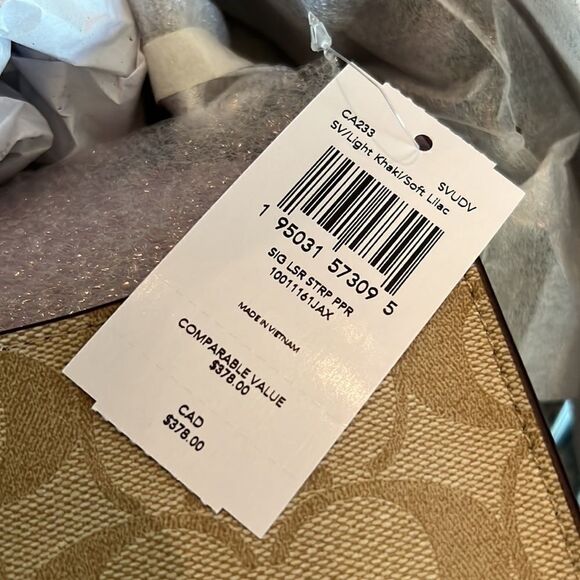 CA233 SVUDV
SV/Light Khaki/Soft Lilac
1 95031 57309 5
SIG LSR STRP PPR
10011161JAX
MADE IN VIETNAM
COMPARABLE VALUE
$378.00
CAD
$378.00